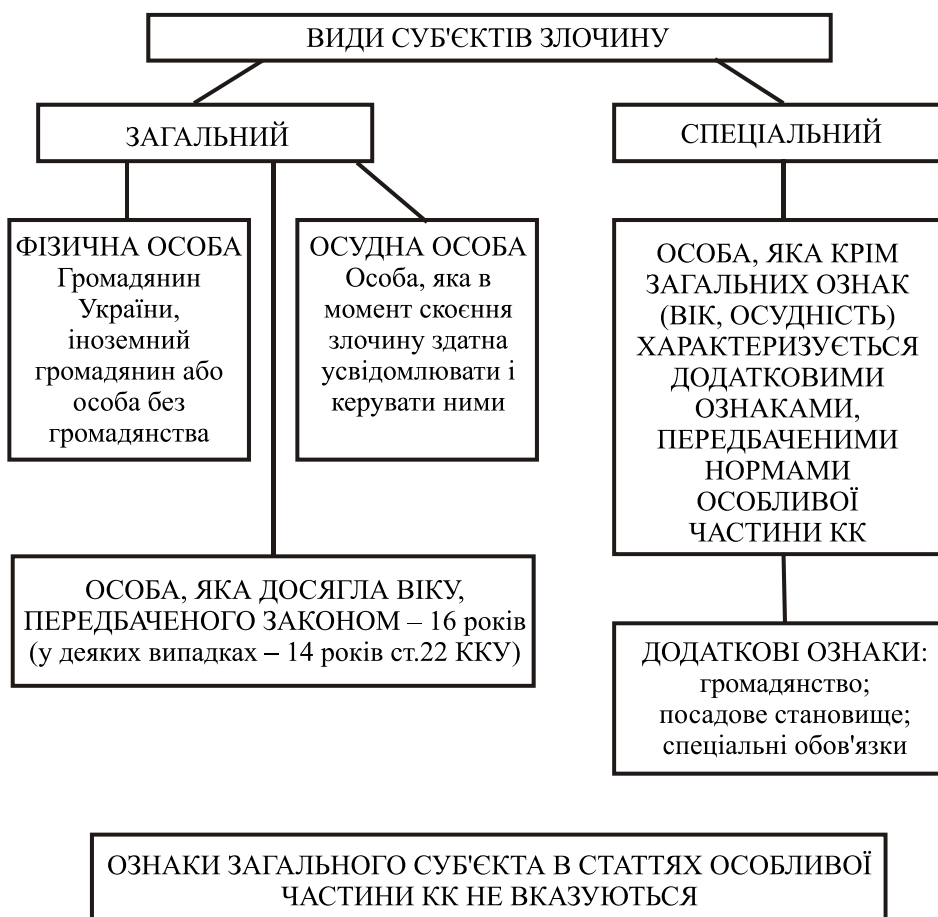 ВИДИ СУБ'ЄКТІВ ЗЛОЧИНУ
ЗАГАЛЬНИЙ
СПЕЦІАЛЬНИЙ
ФІЗИЧНА ОСОБА
Громадянин
України,
іноземний
громадянин або
особа без
громадянства
ОСУДНА ОСОБА
Особа, яка в
момент скоєння
злочину здатна
усвідомлювати і
керувати ними
ОСОБА, ЯКА КРІМ
ЗАГАЛЬНИХ ОЗНАК
(ВІК, ОСУДНІСТЬ)
ХАРАКТЕРИЗУЄТЬСЯ
ДОДАТКОВИМИ
ОЗНАКАМИ,
ПЕРЕДБАЧЕНИМИ
НОРМАМИ
ОСОБЛИВОЇ
ЧАСТИНИ КК
ОСОБА, ЯКА ДОСЯГЛА ВІКУ,
ПЕРЕДБАЧЕНОГО ЗАКОНОМ – 16 років
(у деяких випадках – 14 років ст.22 ККУ)
ДОДАТКОВІ ОЗНАКИ:
громадянство;
посадове становище;
спеціальні обов'язки
ОЗНАКИ ЗАГАЛЬНОГО СУБ'ЄКТА В СТАТТЯХ ОСОБЛИВОЇ
ЧАСТИНИ КК НЕ ВКАЗУЮТЬСЯ